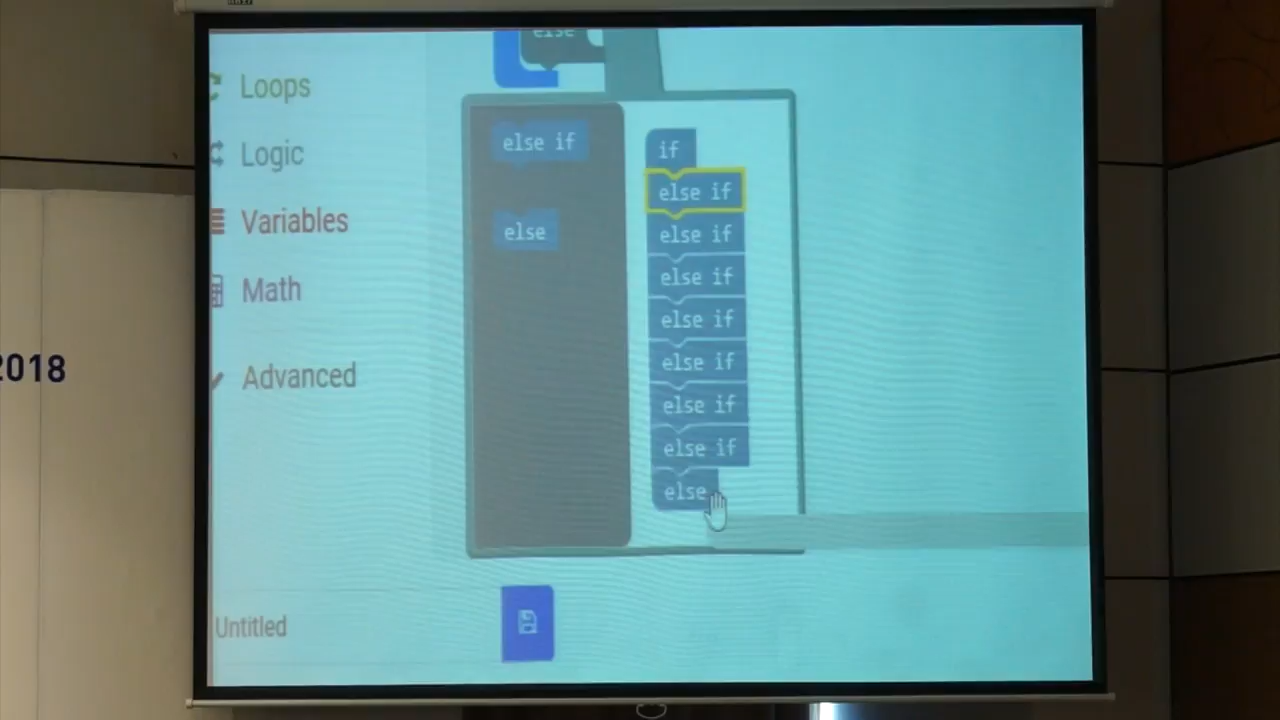 else
Loops
Logic
Variables
Math
Advanced
else if
else
if
else if
else if
else if
else if
else if
else if
else if
else
2018
Untitled